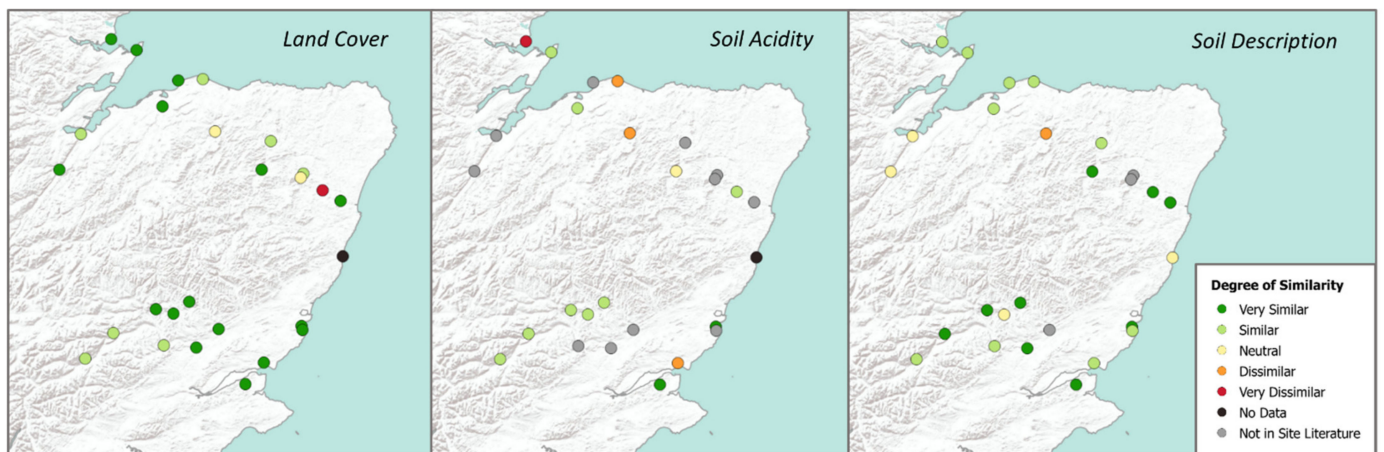 Land Cover
Soil Acidity
Soil Description
Degree of Similarity
Very Similar
Similar
Neutral
Dissimilar
Very Dissimilar
No Data
Not in Site Literature